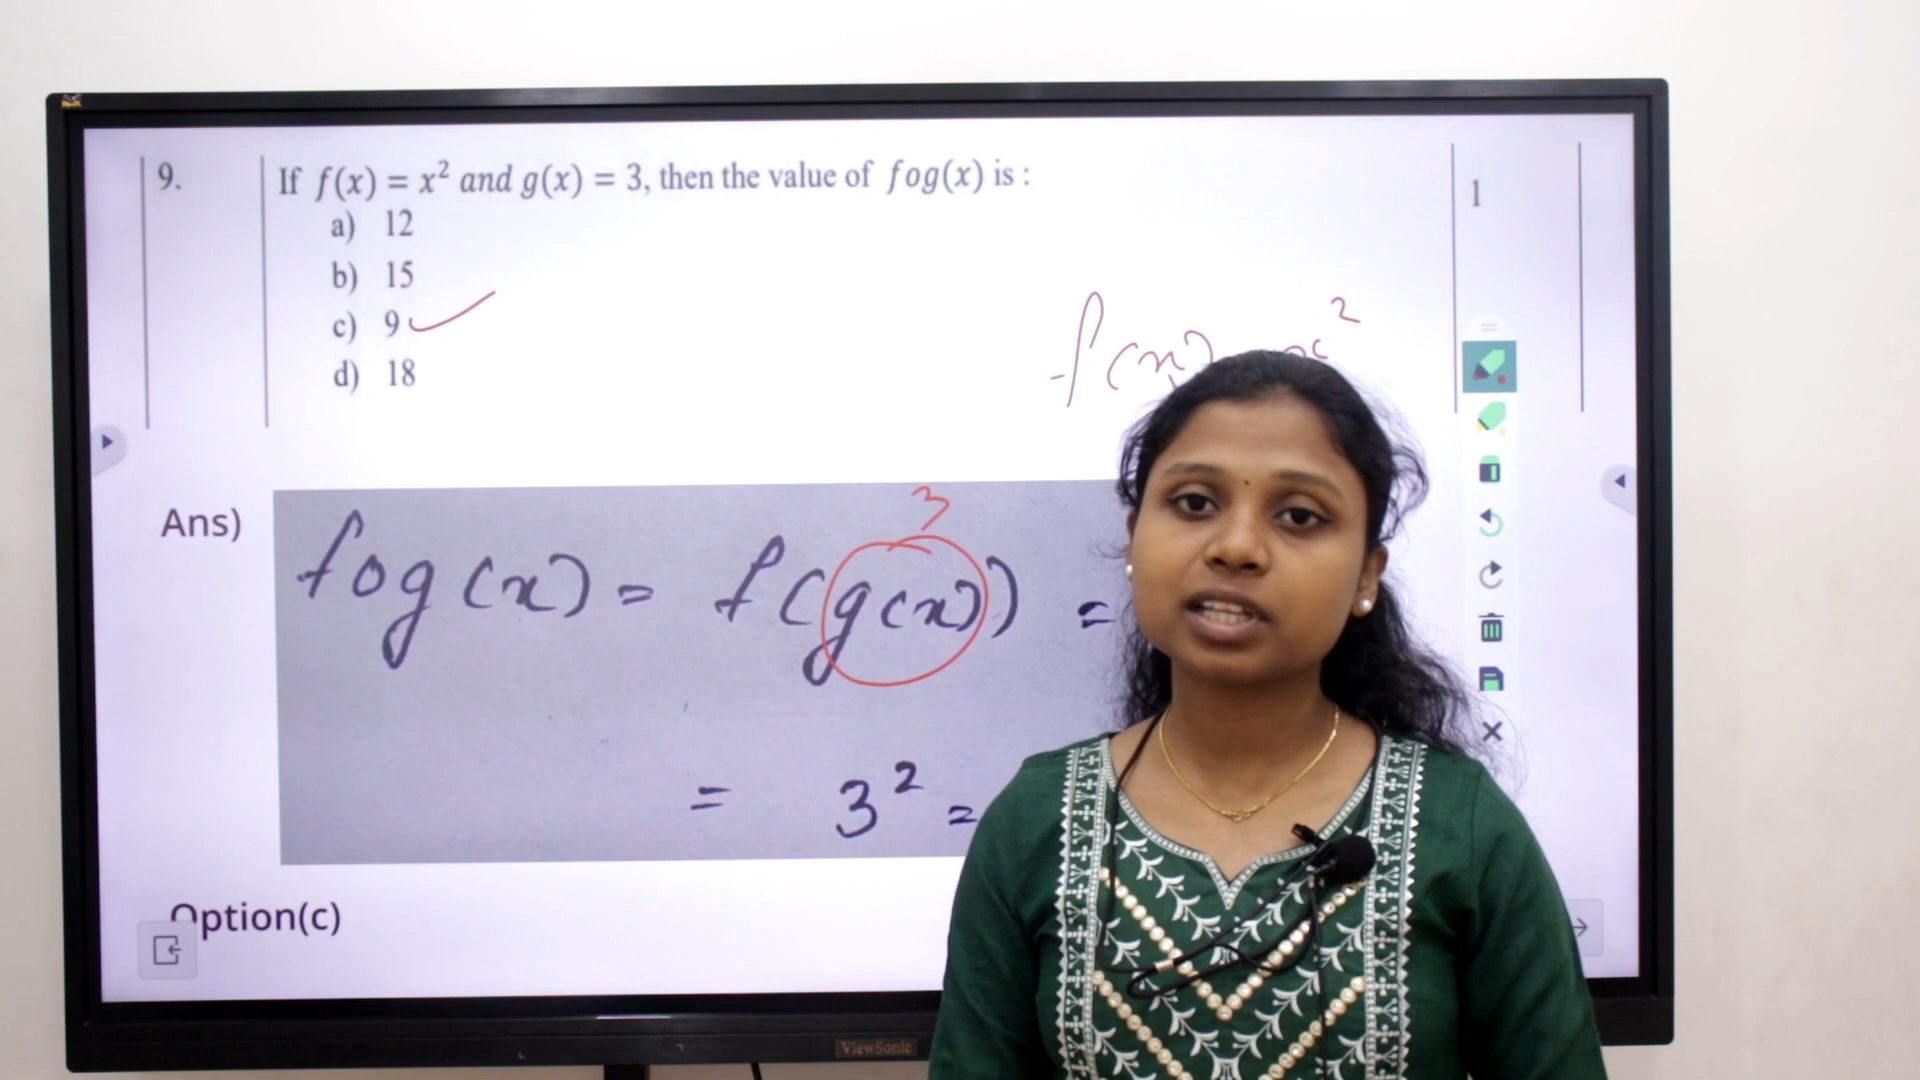 9. If f(x) = x² and g(x) = 3, then the value of fog(x) is : 1
a) 12
b) 15
c) 9
d) 18
f(x) x²
3
Ans) fog(x) = f(g(x)) =
= 3² =
Option(c)
ViewSonic